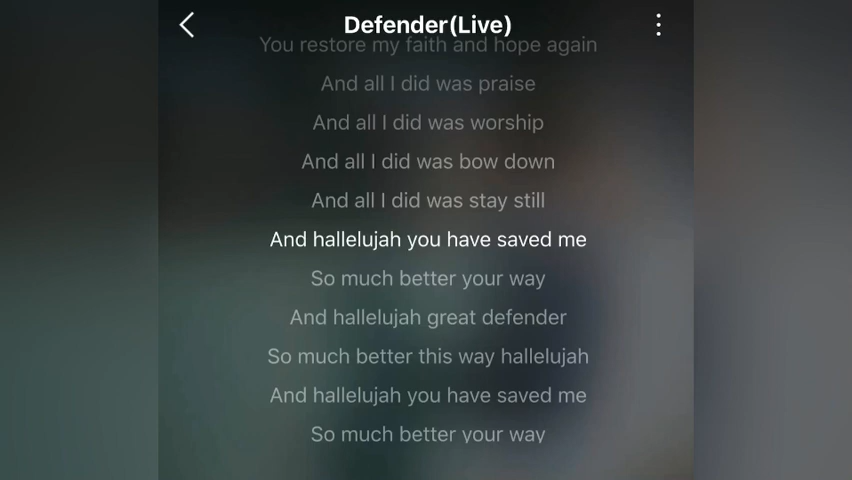 Defender(Live)
You restore my faith and hope again
And all I did was praise
And all I did was worship
And all I did was bow down
And all I did was stay still
And hallelujah you have saved me
So much better your way
And hallelujah great defender
So much better this way hallelujah
And hallelujah you have saved me
So much better your way